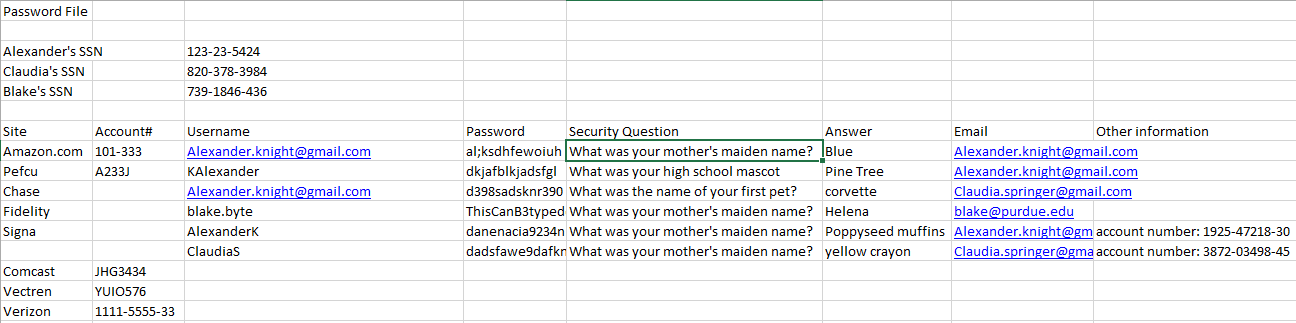 Password File
Alexander's SSN 123-23-5424
Claudia's SSN 820-378-3984
Blake's SSN 739-1846-436
Site Account# Username Password Security Question Answer Email Other information
Amazon.com 101-333 Alexander.knight@gmail.com al;ksdhfewoiuh What was your mother's maiden name? Blue Alexander.knight@gmail.com
Pefcu A233J KAlexander dkjafblkjadsfgl What was your high school mascot Pine Tree Alexander.knight@gmail.com
Chase Alexander.knight@gmail.com d398sadsknr390 What was the name of your first pet? corvette Claudia.springer@gmail.com
Fidelity blake.byte ThisCanB3typed What was your mother's maiden name? Helena blake@purdue.edu
Signa AlexanderK danenacia9234n What was your mother's maiden name? Poppyseed muffins Alexander.knight@gm account number: 1925-47218-30
ClaudiaS dadsfawe9dafkn What was your mother's maiden name? yellow crayon Claudia.springer@gma account number: 3872-03498-45
Comcast JHG3434
Vectren YUIO576
Verizon 1111-5555-33